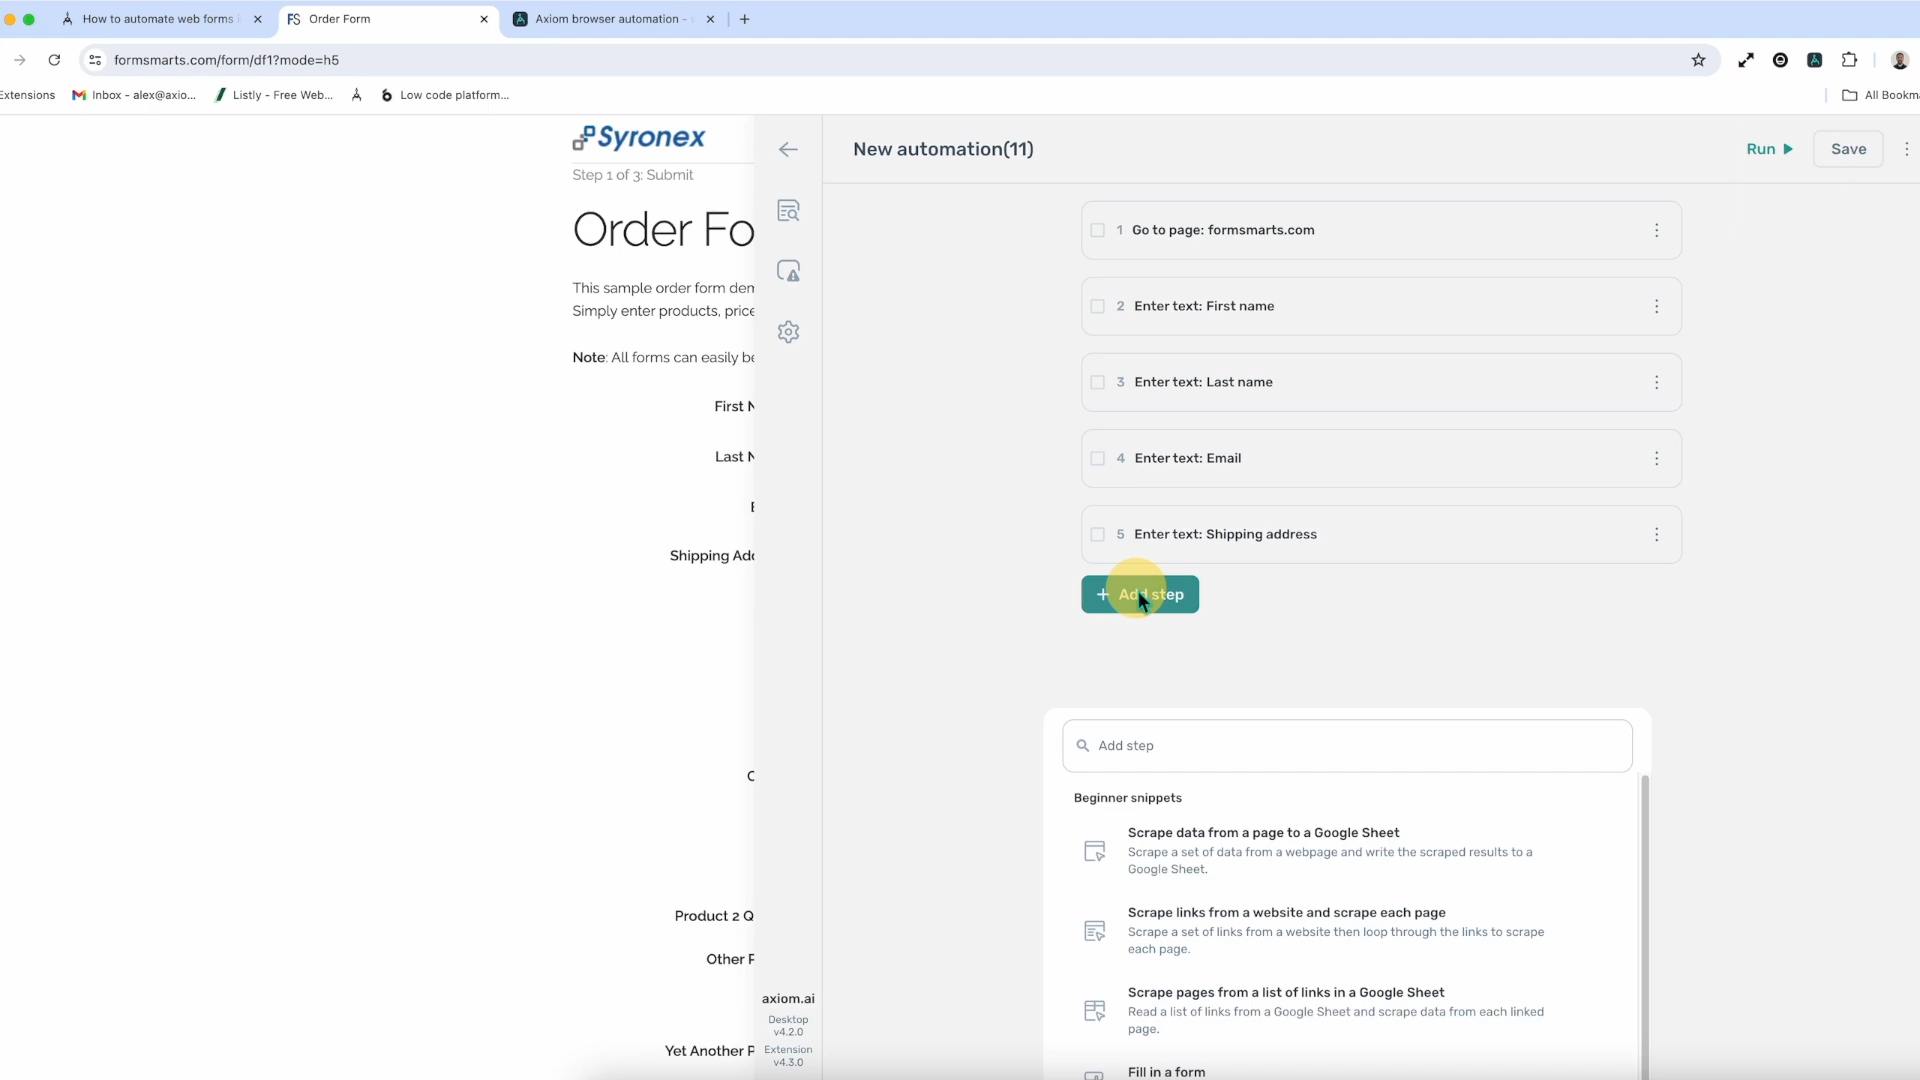 How to automate web forms
Order Form
Axiom browser automation -
formsmarts.com/form/df1?mode=h5
Extensions
Inbox - alex@axio...
Listly - Free Web...
Low code platform...
All Bookma
Syronex
Step 1 of 3: Submit
Order Fo
This sample order form dem
Simply enter products, price
Note: All forms can easily be
First N
Last N
E
Shipping Add
C
Product 2 Q
Other P
Yet Another P
axiom.ai
Desktop
v4.2.0
Extension
v4.3.0
New automation(11)
Run
Save
1 Go to page: formsmarts.com
2 Enter text: First name
3 Enter text: Last name
4 Enter text: Email
5 Enter text: Shipping address
+ Add step
Add step
Beginner snippets
Scrape data from a page to a Google Sheet
Scrape a set of data from a webpage and write the scraped results to a
Google Sheet.
Scrape links from a website and scrape each page
Scrape a set of links from a website then loop through the links to scrape
each page.
Scrape pages from a list of links in a Google Sheet
Read a list of links from a Google Sheet and scrape data from each linked
page.
Fill in a form